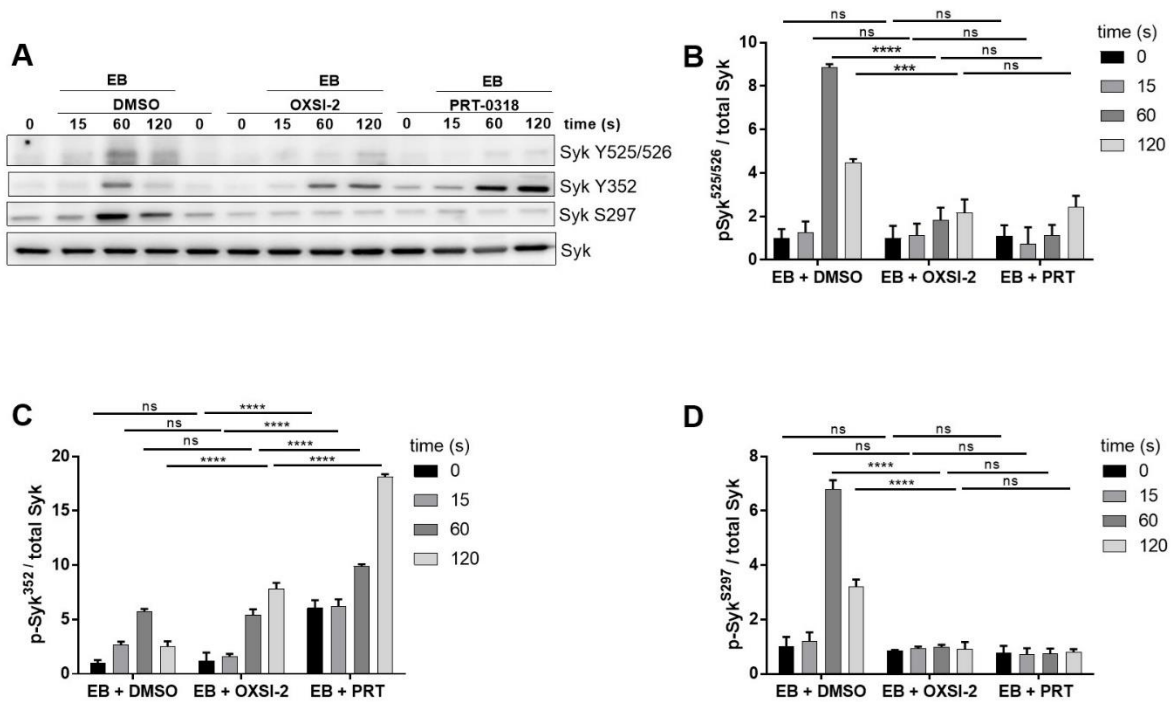 A
EB EB EB
DMSO OXSI-2 PRT-0318
0 15 60 120 0 0 15 60 120 0 15 60 120 time (s)
Syk Y525/526
Syk Y352
Syk S297
Syk
B
ns ns
ns ns
**** ns
*** ns
time (s)
0
15
60
120
pSyk525/526 / total Syk
10
8
6
4
2
0
EB + DMSO EB + OXSI-2 EB + PRT
C
ns ****
ns ****
ns ****
**** ****
time (s)
0
15
60
120
p-Syk352 / total Syk
20
15
10
5
0
EB + DMSO EB + OXSI-2 EB + PRT
D
ns ns
ns ns
**** ns
**** ns
time (s)
0
15
60
120
p-SykS297 / total Syk
8
6
4
2
0
EB + DMSO EB + OXSI-2 EB + PRT